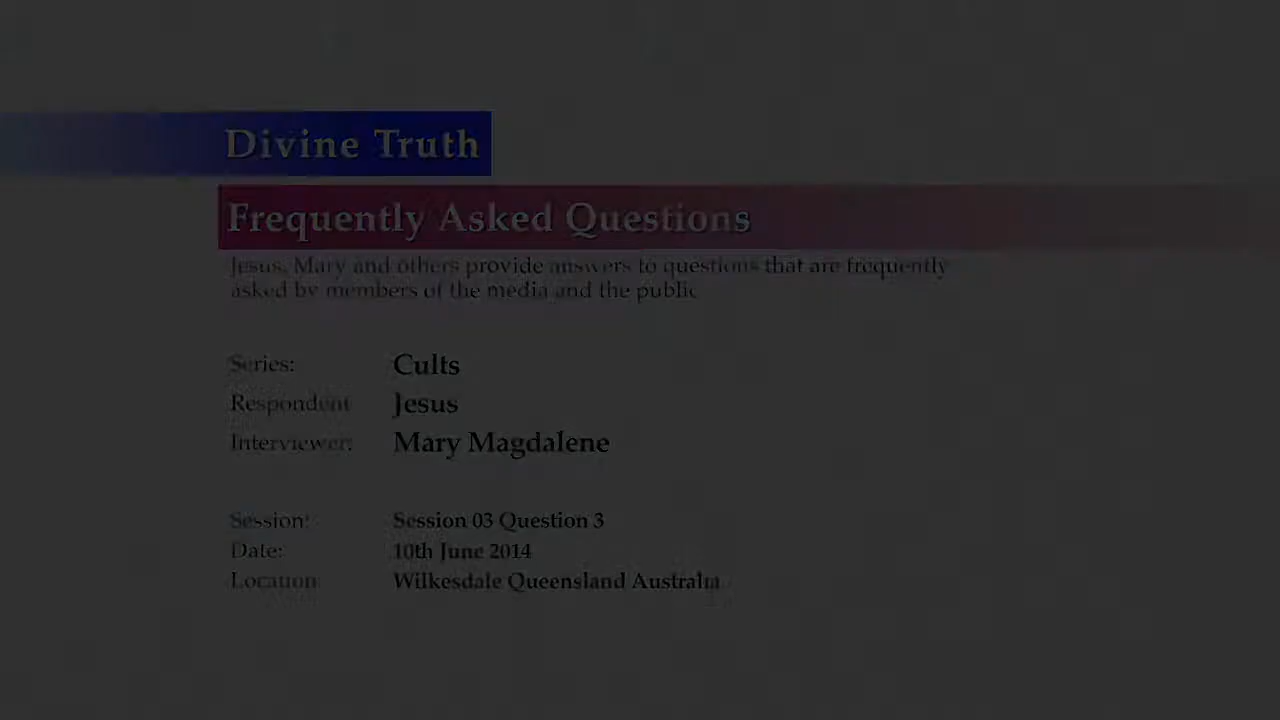 Divine Truth
Frequently Asked Questions
Jesus, Mary and others provide answers to questions that are frequently
asked by members of the media and the public
Series: Cults
Respondent Jesus
Interviewer: Mary Magdalene
Session: Session 03 Question 3
Date: 10th June 2014
Location Wilkesdale Queensland Australia